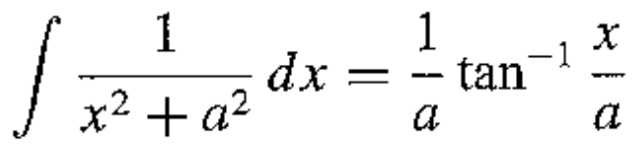 ∫ 1/(x² + a²) dx = 1/a tan⁻¹ x/a